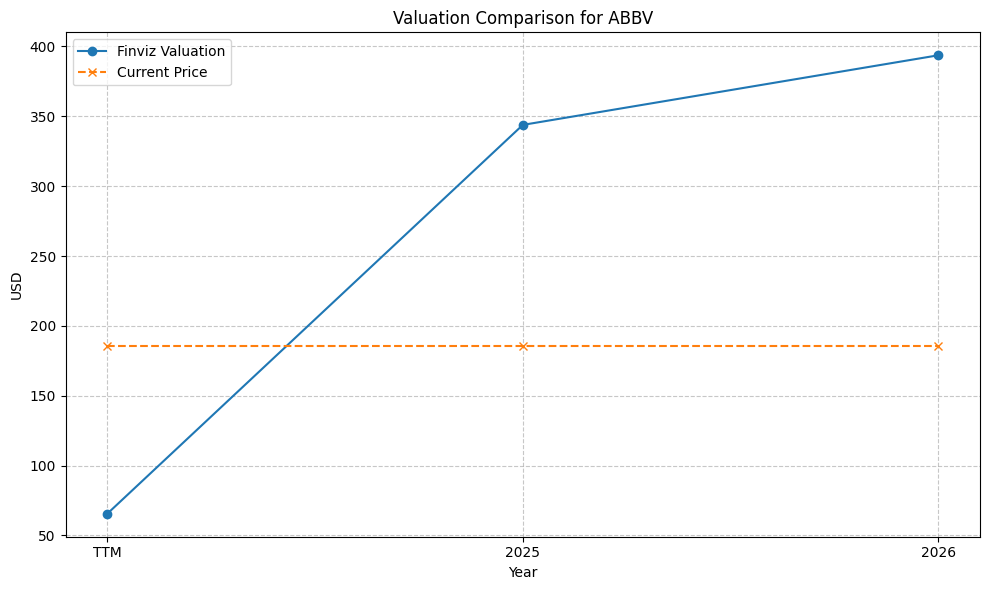 Valuation Comparison for ABBV
Finviz Valuation
Current Price
400
350
300
250
200
150
100
50
USD
TTM
2025
2026
Year